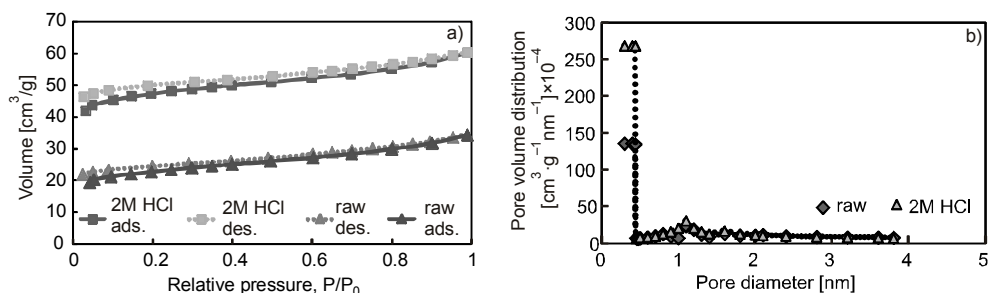 a)
70
60
50
40
30
20
10
0
Volume [cm³/g]
2M HCl ads.
2M HCl des.
raw des.
raw ads.
0 0.2 0.4 0.6 0.8 1
Relative pressure, P/P₀
b)
300
250
200
150
100
50
0
Pore volume distribution
[cm³·g⁻¹ nm⁻¹]×10⁻⁴
raw 2M HCl
0 1 2 3 4 5
Pore diameter [nm]